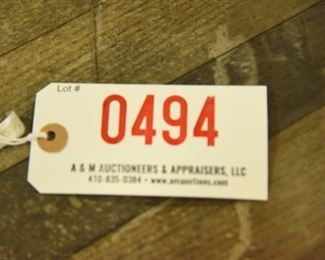 Lot #
0494
A & M AUCTIONEERS & APPRAISERS, LLC
410-835-0384 • www.amauctions.com